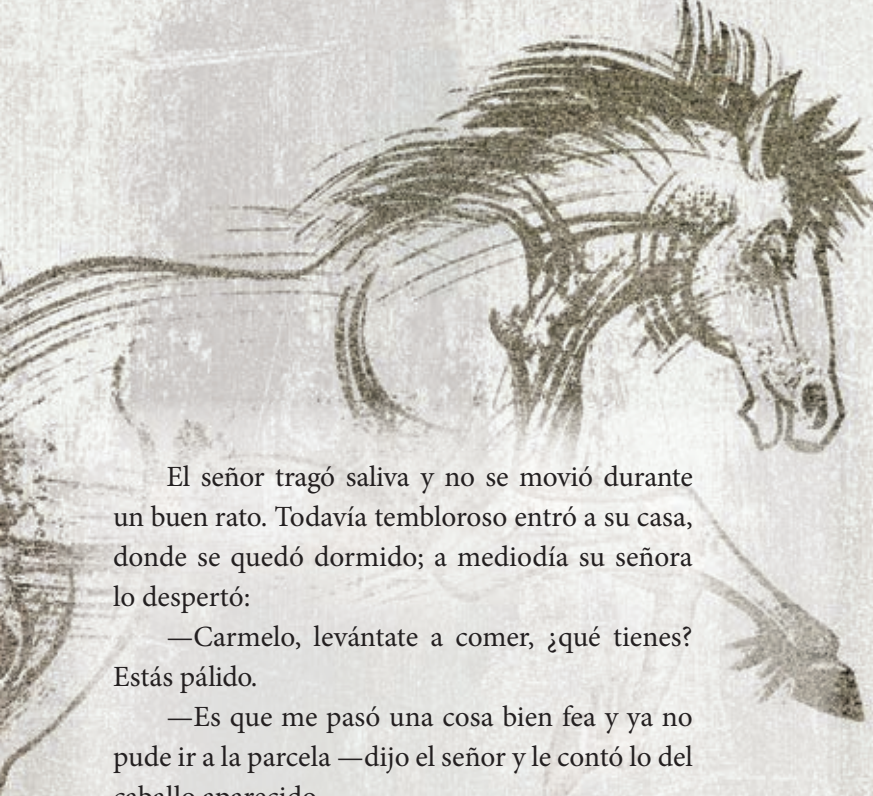 El señor tragó saliva y no se movió durante
un buen rato. Todavía tembloroso entró a su casa,
donde se quedó dormido; a mediodía su señora
lo despertó:
—Carmelo, levántate a comer, ¿qué tienes?
Estás pálido.
—Es que me pasó una cosa bien fea y ya no
pude ir a la parcela —dijo el señor y le contó lo del
caballo aparecido